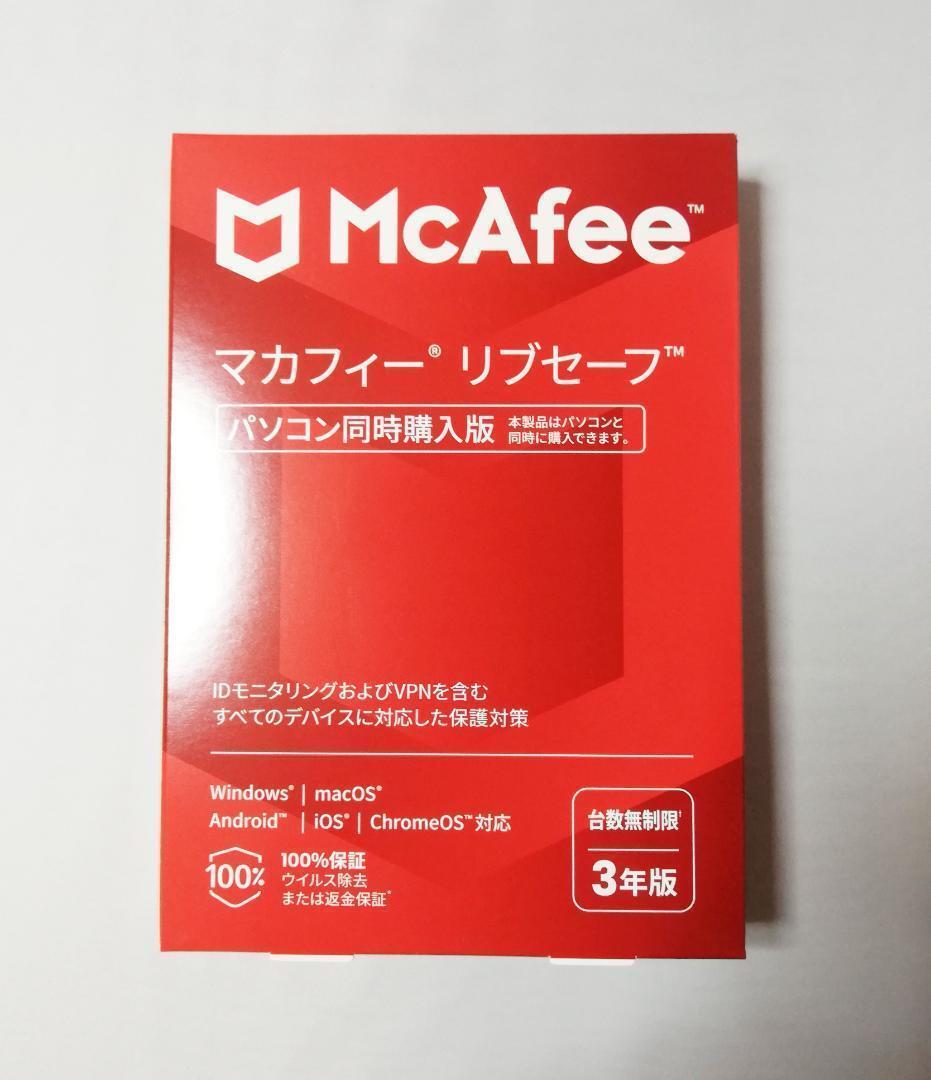 McAfee™
マカフィー® リブセーフ™
パソコン同時購入版 本製品はパソコンと
同時に購入できます。
IDモニタリングおよびVPNを含む
すべてのデバイスに対応した保護対策
Windows® | macOS®
Android™ | iOS® | ChromeOS™ 対応
100% 100%保証
ウイルス除去
または返金保証*
台数無制限†
3年版